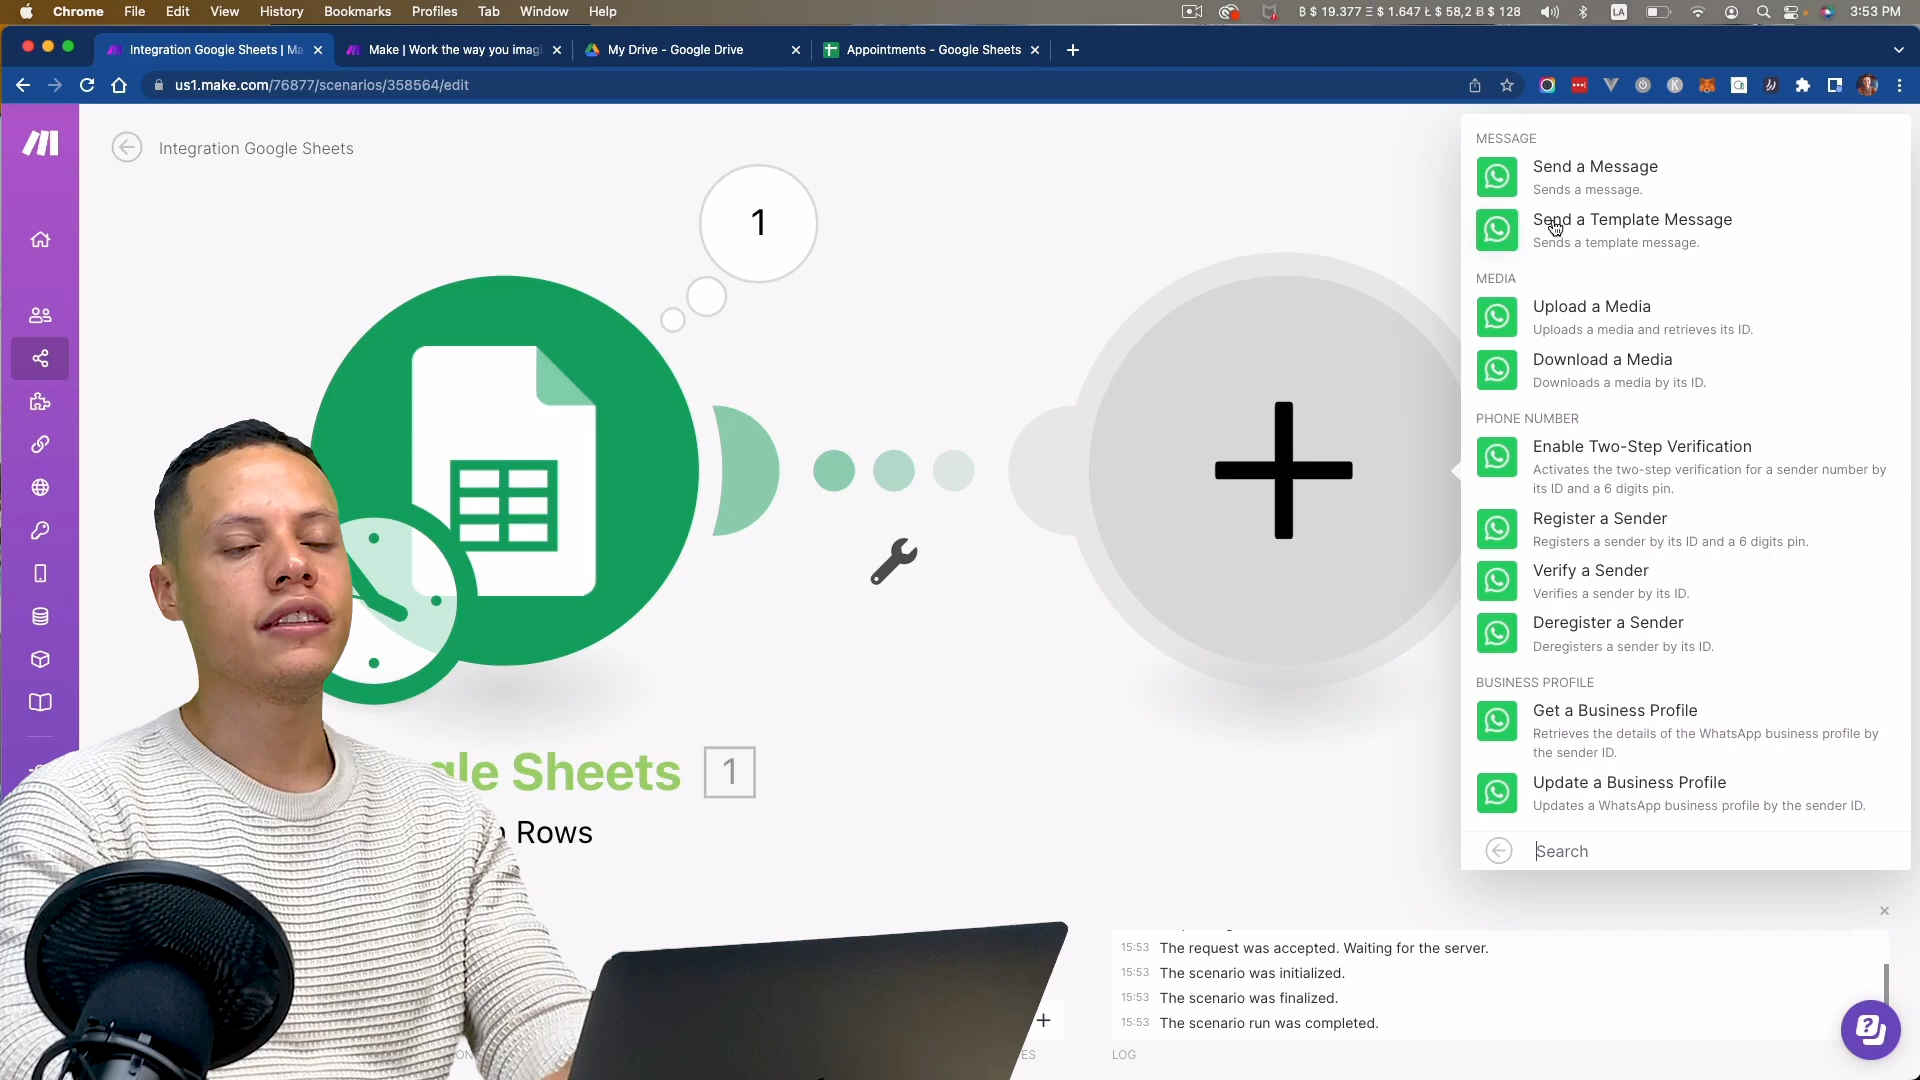 Chrome File Edit View History Bookmarks Profiles Tab Window Help
$ 19.377 Ξ $ 1.647 Ł $ 58,2 $ 128 LA 3:53 PM
Integration Google Sheets | Ma
Make | Work the way you imagi
My Drive - Google Drive
Appointments - Google Sheets
us1.make.com/76877/scenarios/358564/edit
Integration Google Sheets
1
gle Sheets 1
Rows
MESSAGE
Send a Message
Sends a message.
Send a Template Message
Sends a template message.
MEDIA
Upload a Media
Uploads a media and retrieves its ID.
Download a Media
Downloads a media by its ID.
PHONE NUMBER
Enable Two-Step Verification
Activates the two-step verification for a sender number by
its ID and a 6 digits pin.
Register a Sender
Registers a sender by its ID and a 6 digits pin.
Verify a Sender
Verifies a sender by its ID.
Deregister a Sender
Deregisters a sender by its ID.
BUSINESS PROFILE
Get a Business Profile
Retrieves the details of the WhatsApp business profile by
the sender ID.
Update a Business Profile
Updates a WhatsApp business profile by the sender ID.
Search
15:53 The request was accepted. Waiting for the server.
15:53 The scenario was initialized.
15:53 The scenario was finalized.
15:53 The scenario run was completed.
LOG